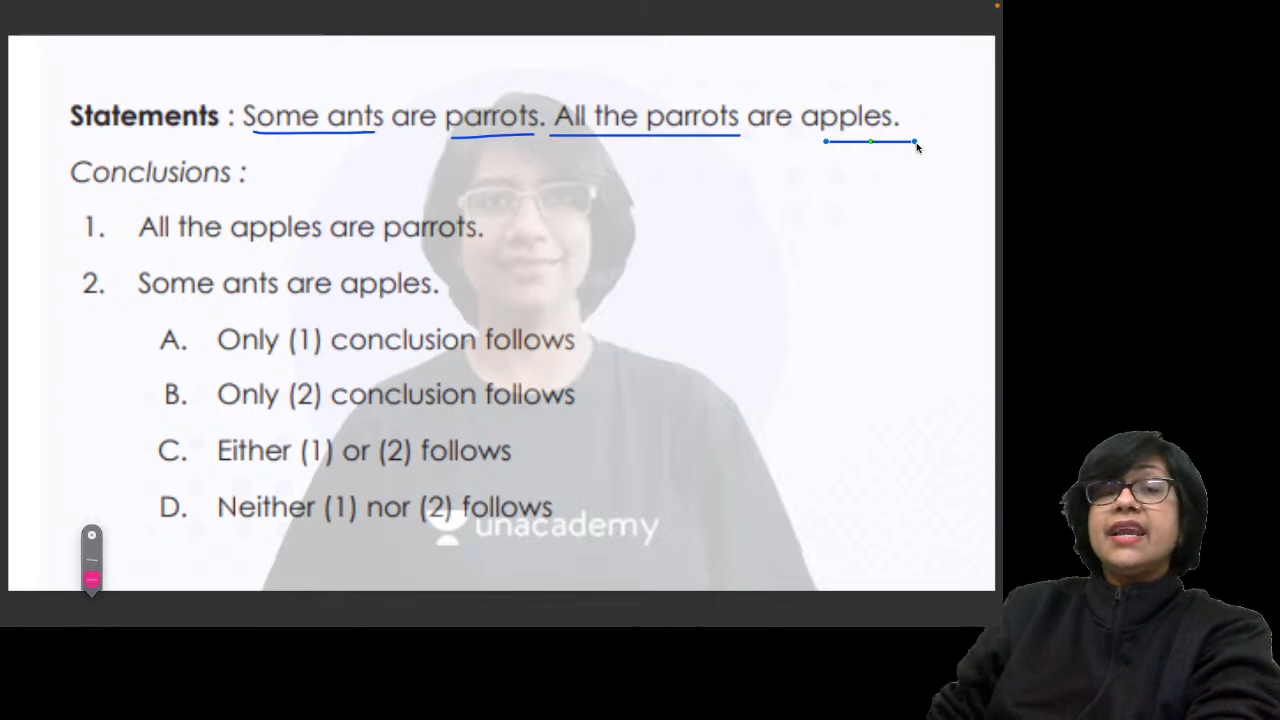 Statements : Some ants are parrots. All the parrots are apples.
Conclusions :
1. All the apples are parrots.
2. Some ants are apples.
A. Only (1) conclusion follows
B. Only (2) conclusion follows
C. Either (1) or (2) follows
D. Neither (1) nor (2) follows
unacademy